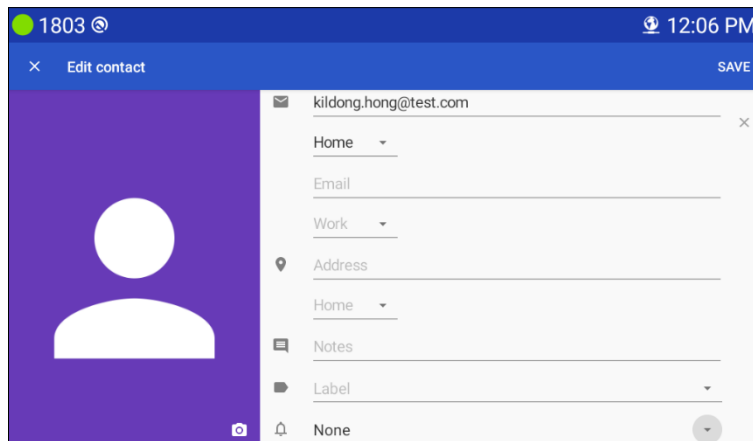 1803 12:06 PM
Edit contact SAVE
kildong.hong@test.com
Home
Email
Work
Address
Home
Notes
Label
None